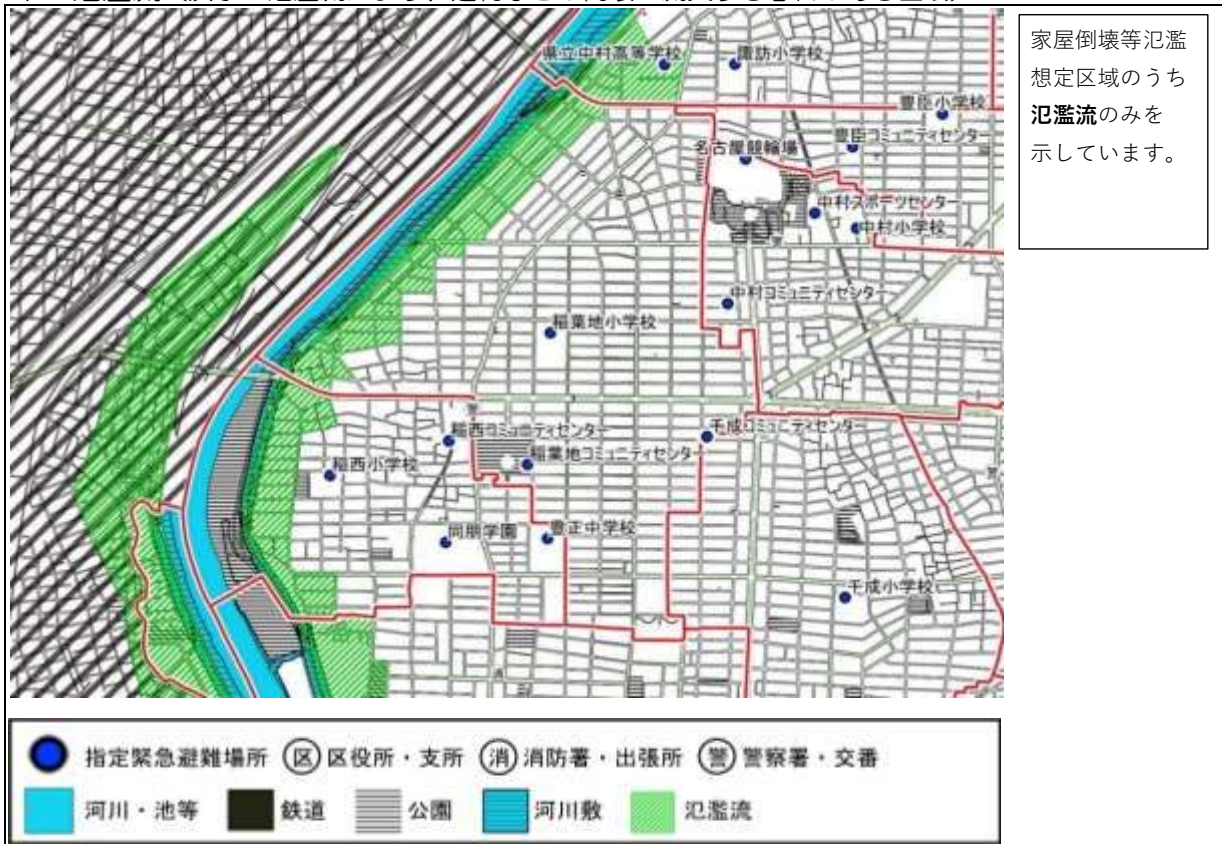 家屋倒壊等氾濫
想定区域のうち
氾濫流のみを
示しています。
県立中村高等学校
諏訪小学校
豊臣小学校
豊臣コミュニティセンター
名古屋競輪場
中村スポーツセンター
中村小学校
中村コミュニティセンター
稲葉地小学校
千成コミュニティセンター
稲西コミュニティセンター
稲葉地コミュニティセンター
稲西小学校
同朋学園
豊正中学校
千成小学校
指定緊急避難場所 区 区役所・支所 消 消防署・出張所 警 警察署・交番
河川・池等 鉄道 公園 河川敷 氾濫流